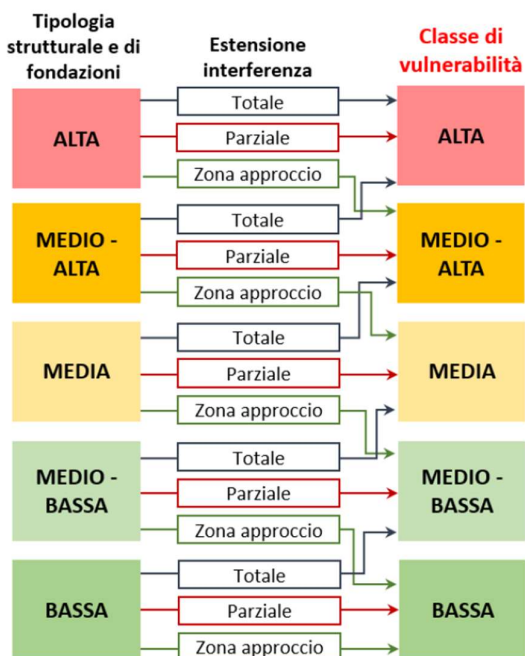 Tipologia
strutturale e di
fondazioni
Estensione
interferenza
Classe di
vulnerabilità
ALTA
Totale
Parziale
Zona approccio
ALTA
MEDIO -
ALTA
Totale
Parziale
Zona approccio
MEDIO -
ALTA
MEDIA
Totale
Parziale
Zona approccio
MEDIA
MEDIO -
BASSA
Totale
Parziale
Zona approccio
MEDIO -
BASSA
BASSA
Totale
Parziale
Zona approccio
BASSA